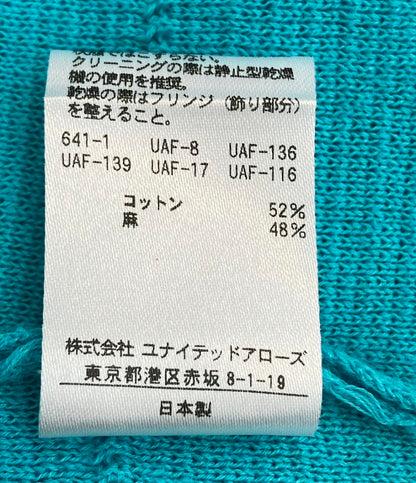 クリーニングの際は静止型乾燥
機の使用を推奨。
乾燥の際はフリンジ（飾り部分）
を整えること。
641-1 UAF-8 UAF-136
UAF-139 UAF-17 UAF-116
コットン 52%
麻 48%
株式会社 ユナイテッドアローズ
東京都港区赤坂 8-1-19
日本製